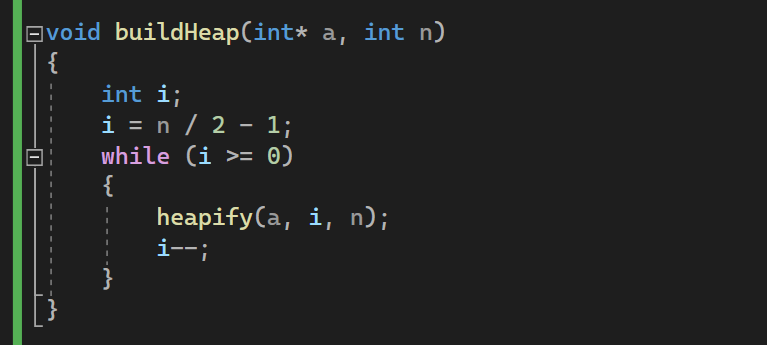 void buildHeap(int* a, int n)
{
    int i;
    i = n / 2 - 1;
    while (i >= 0)
    {
        heapify(a, i, n);
        i--;
    }
}